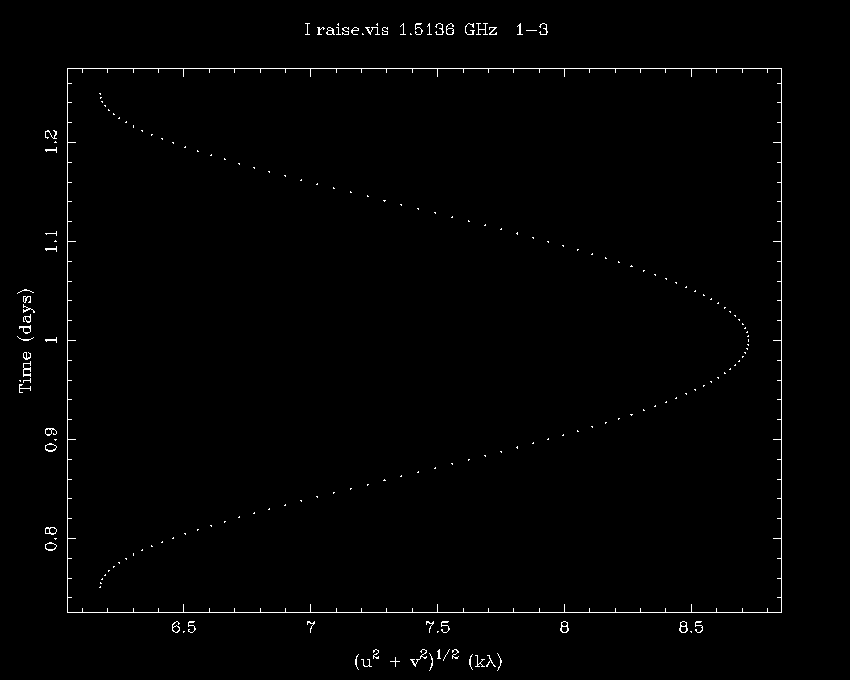 I raise.vis 1.5136 GHz 1-3
1.2
1.1
1
0.9
0.8
Time (days)
6.5 7 7.5 8 8.5
(u² + v²)^1/2 (kλ)